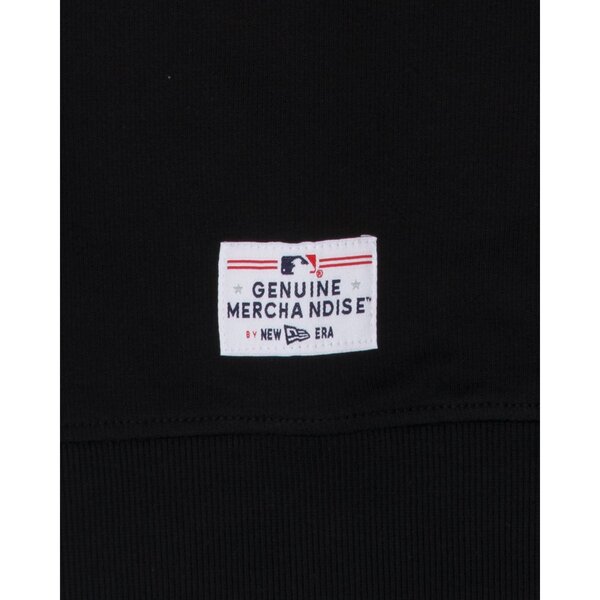 ®
GENUINE
MERCHANDISE™
BY NEW ERA